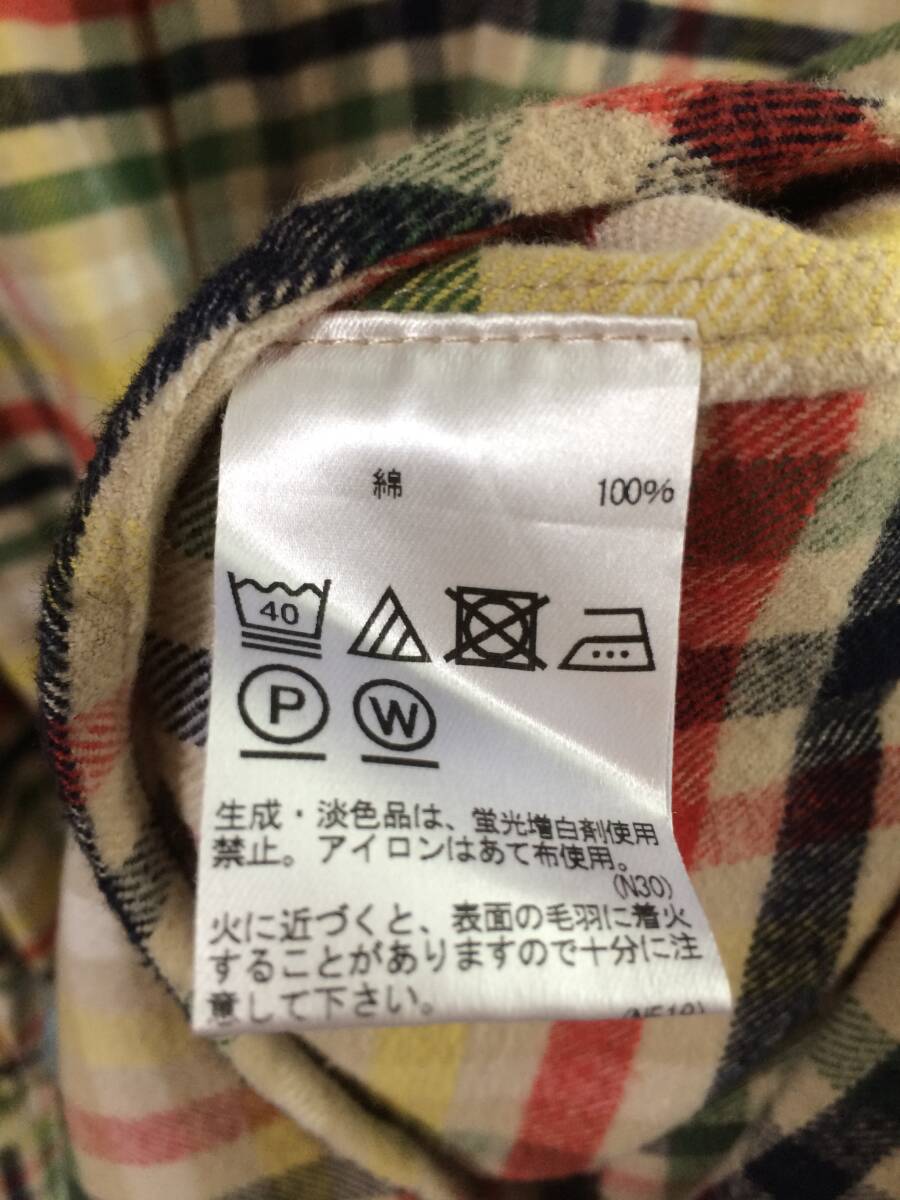 綿 100%
40
P W
生成・淡色品は、蛍光増白剤使用
禁止。アイロンはあて布使用。
(N30)
火に近づくと、表面の毛羽に着火
することがありますので十分に注
意して下さい。